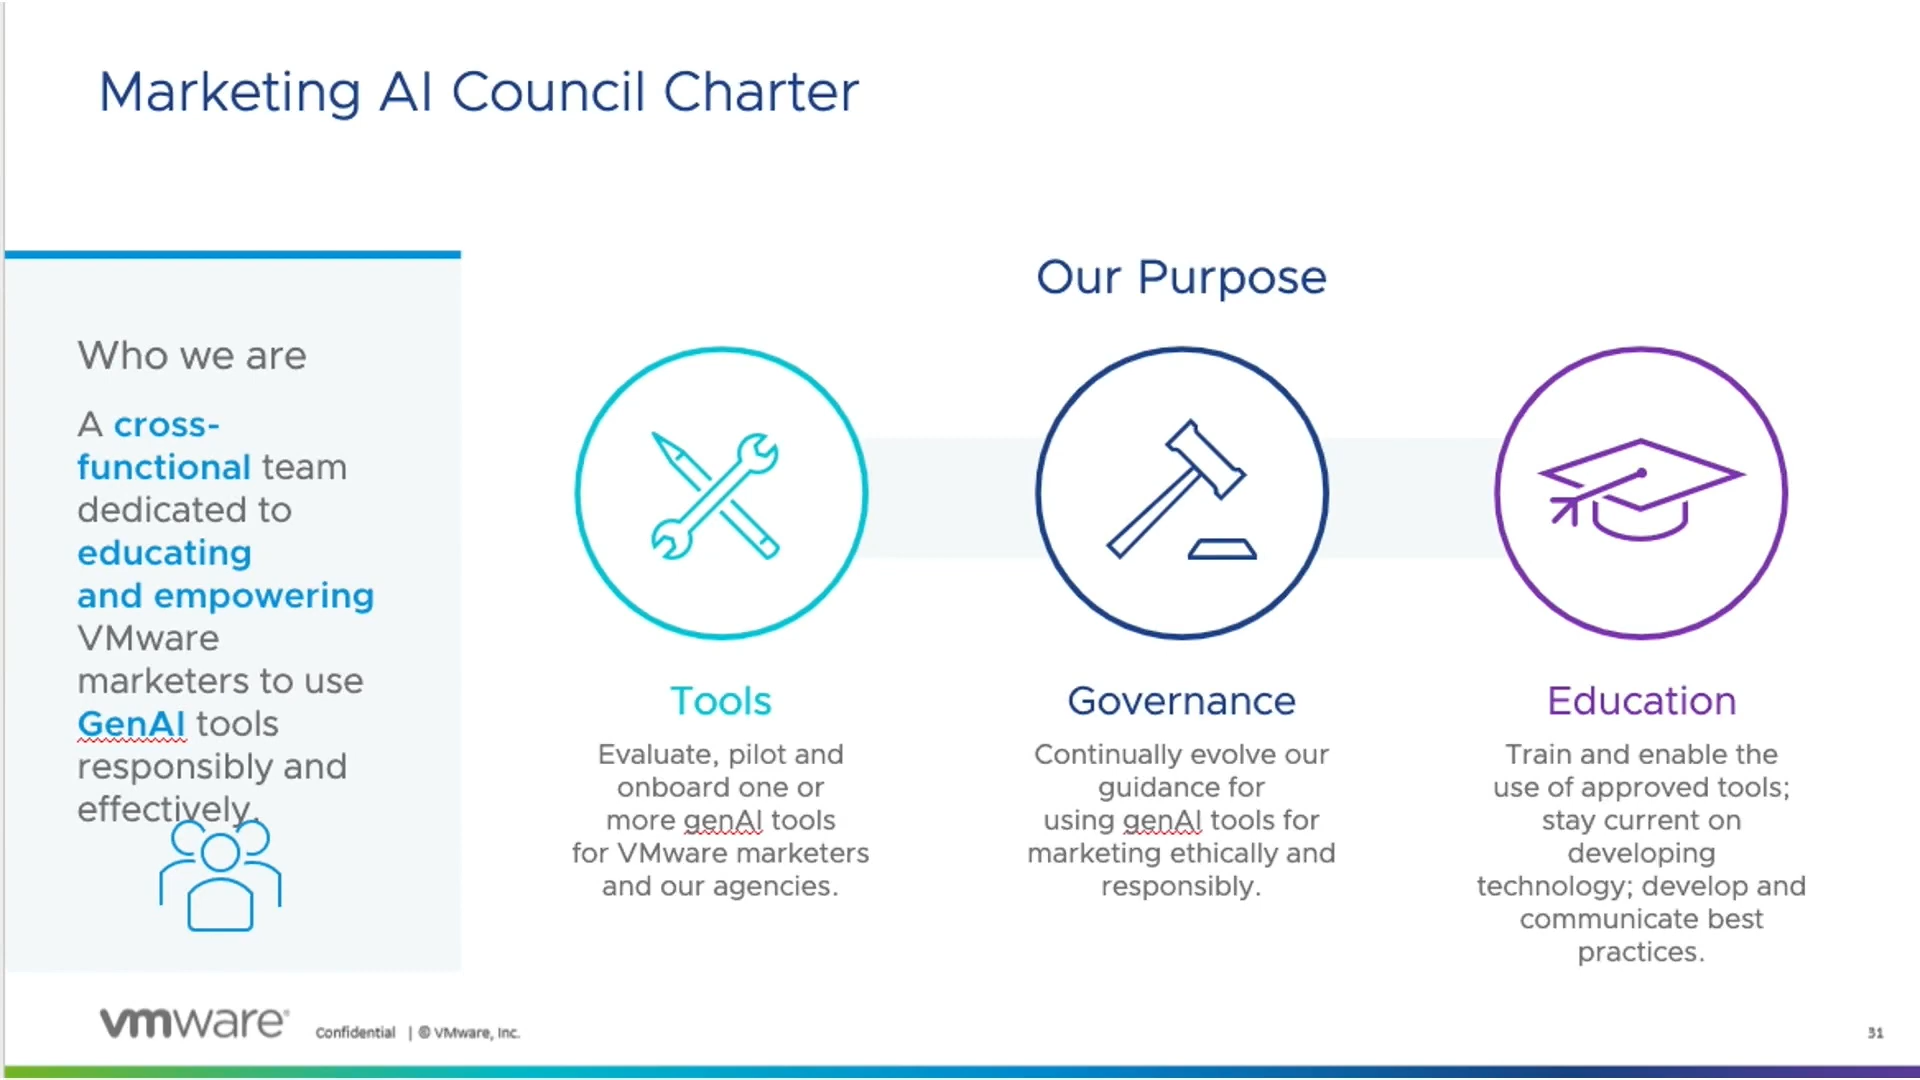 Marketing AI Council Charter
Our Purpose
Who we are
A cross-
functional team
dedicated to
educating
and empowering
VMware
marketers to use
GenAI tools
responsibly and
effectively.
Tools
Evaluate, pilot and
onboard one or
more genAI tools
for VMware marketers
and our agencies.
Governance
Continually evolve our
guidance for
using genAI tools for
marketing ethically and
responsibly.
Education
Train and enable the
use of approved tools;
stay current on
developing
technology; develop and
communicate best
practices.
vmware®
Confidential | © VMware, Inc.
31